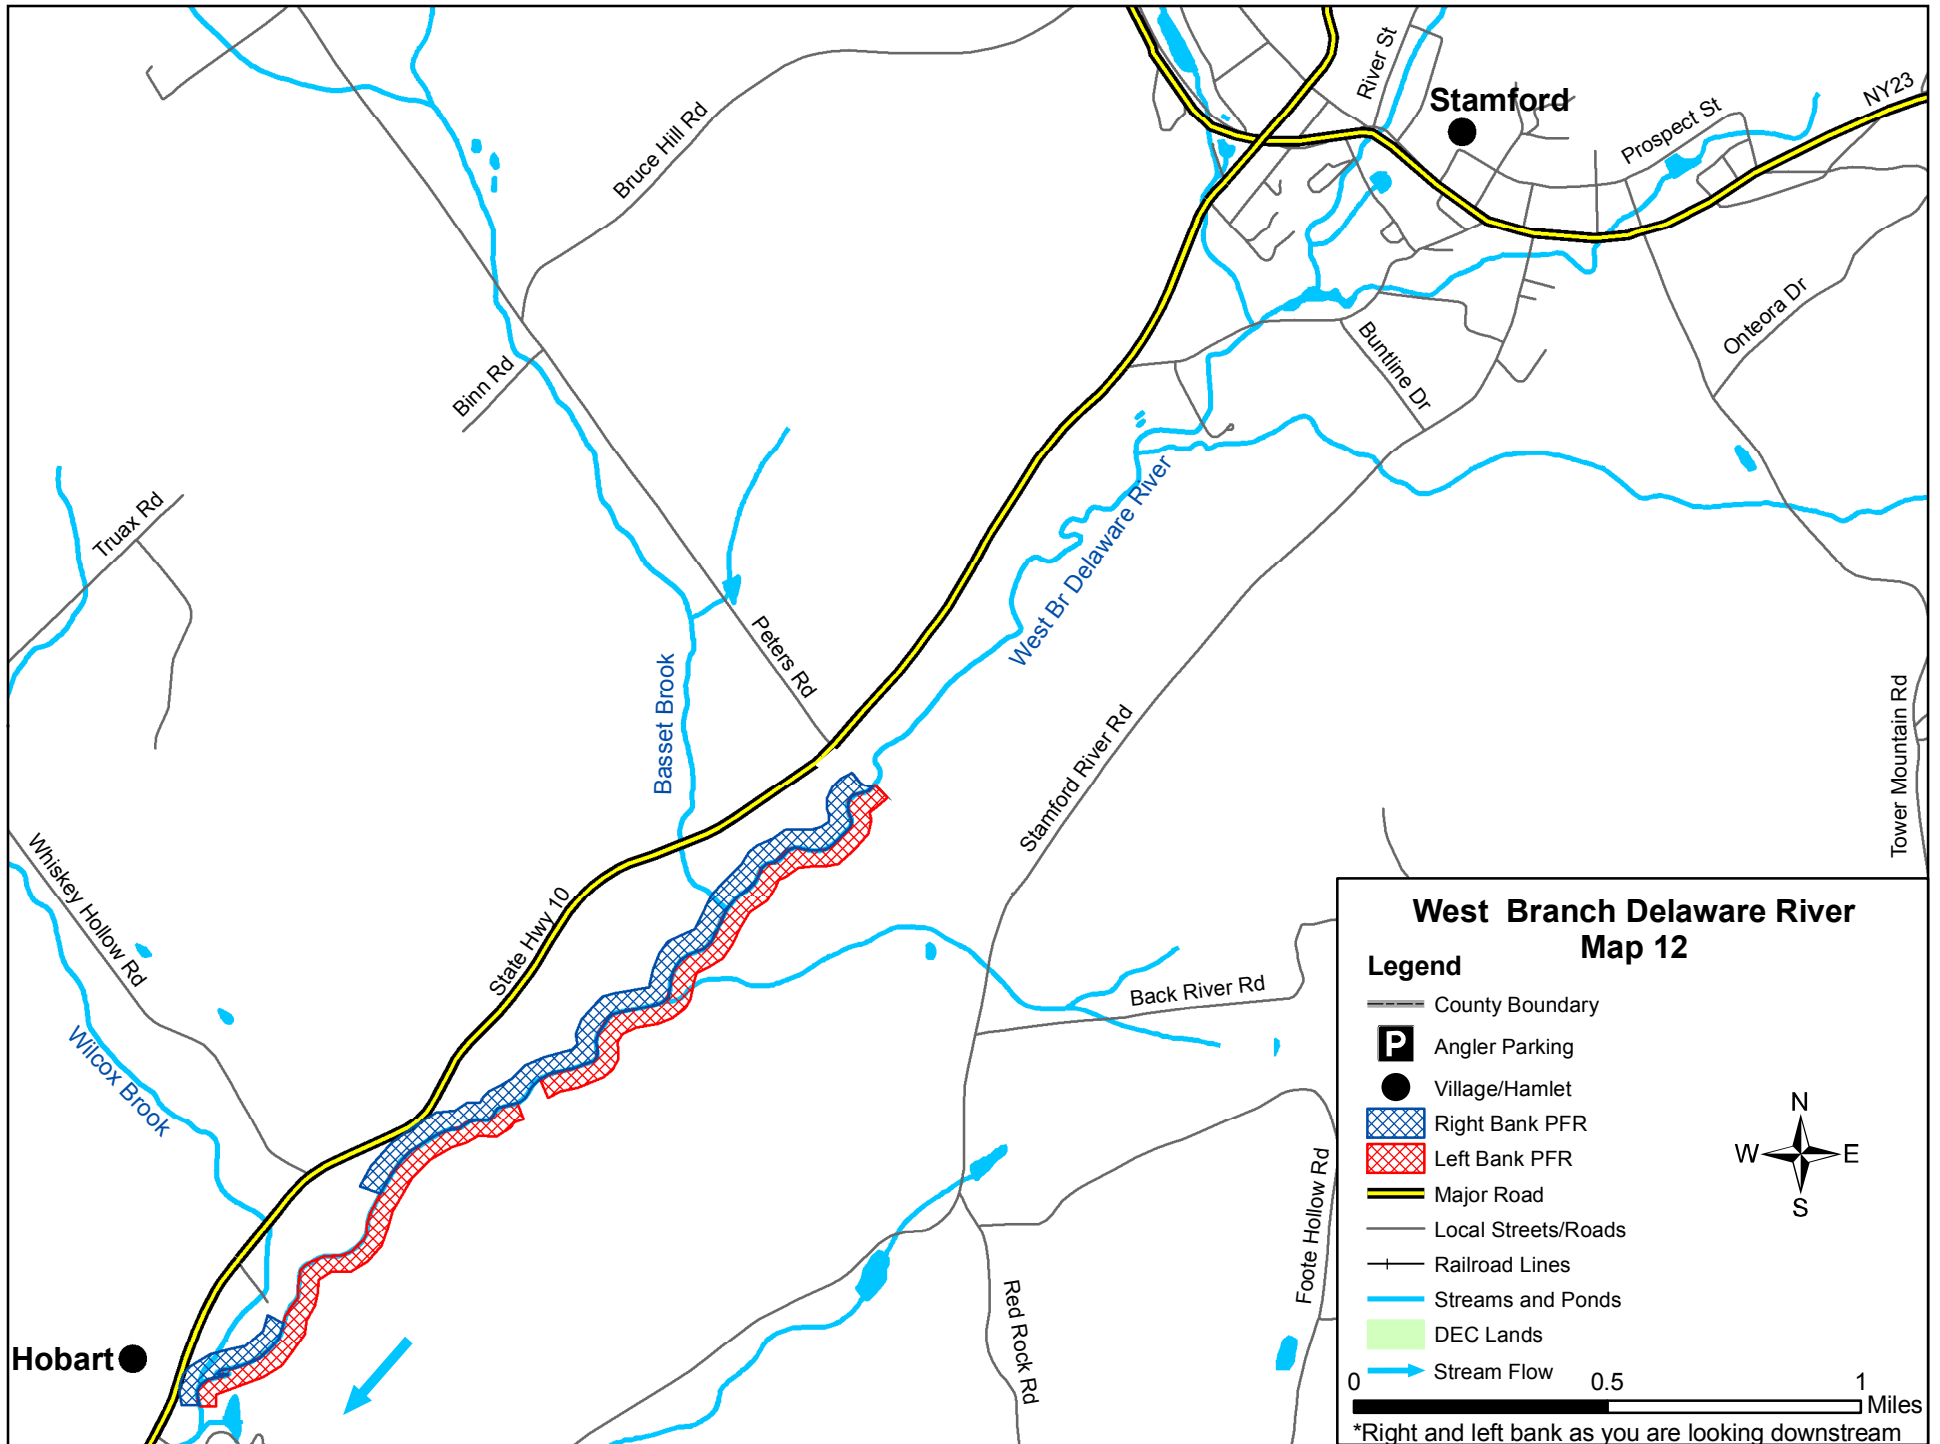 River St
Stamford
NY23
Prospect St
Bruce Hill Rd
Onteora Dr
Buntline Dr
Binn Rd
West Br Delaware River
Truax Rd
Peters Rd
Basset Brook
Stamford River Rd
Tower Mountain Rd
Whiskey Hollow Rd
State Hwy 10
Back River Rd
Wilcox Brook
Foote Hollow Rd
Red Rock Rd
Hobart
West Branch Delaware River
Map 12
Legend
County Boundary
P Angler Parking
Village/Hamlet
Right Bank PFR
Left Bank PFR
Major Road
Local Streets/Roads
Railroad Lines
Streams and Ponds
DEC Lands
Stream Flow
N
W E
S
0 0.5 1
Miles
*Right and left bank as you are looking downstream